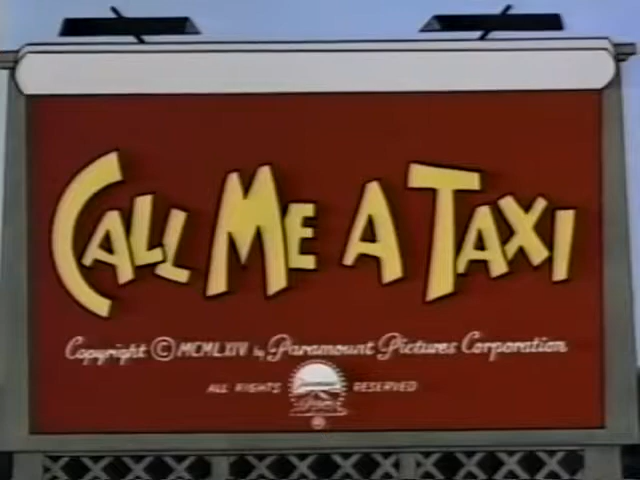 CALL ME A TAXI
Copyright © MCMLXIV by Paramount Pictures Corporation
ALL RIGHTS RESERVED